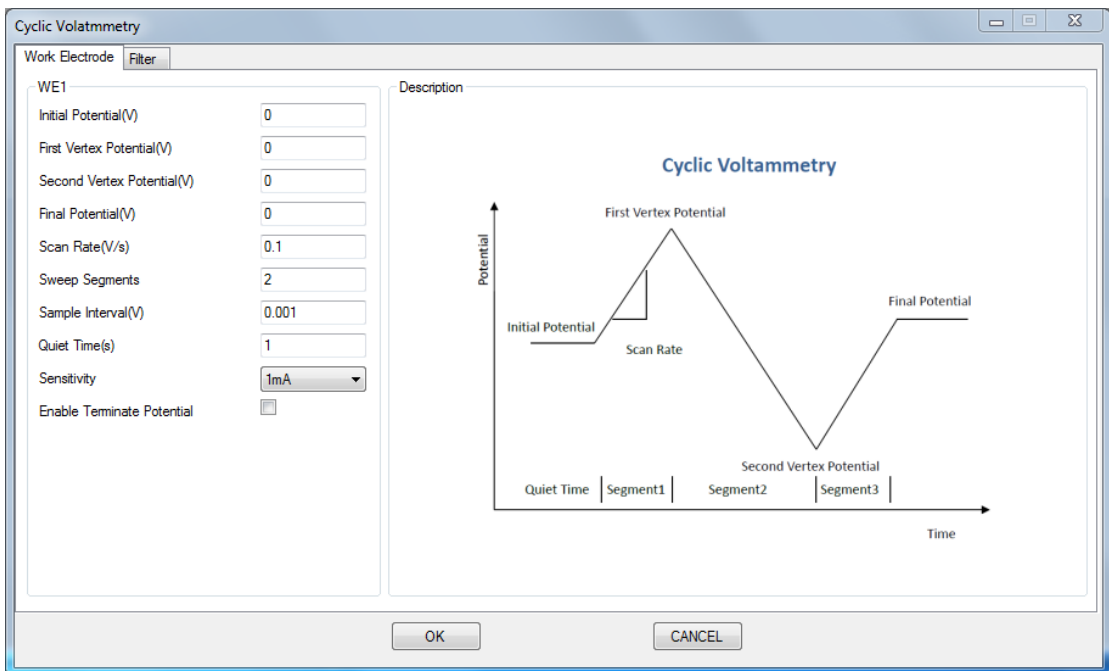 Cyclic Volatmmetry
Work Electrode Filter
WE1
Initial Potential(V) 0
First Vertex Potential(V) 0
Second Vertex Potential(V) 0
Final Potential(V) 0
Scan Rate(V/s) 0.1
Sweep Segments 2
Sample Interval(V) 0.001
Quiet Time(s) 1
Sensitivity 1mA
Enable Terminate Potential
Description
Cyclic Voltammetry
First Vertex Potential
Potential
Final Potential
Initial Potential
Scan Rate
Second Vertex Potential
Quiet Time Segment1 Segment2 Segment3
Time
OK CANCEL